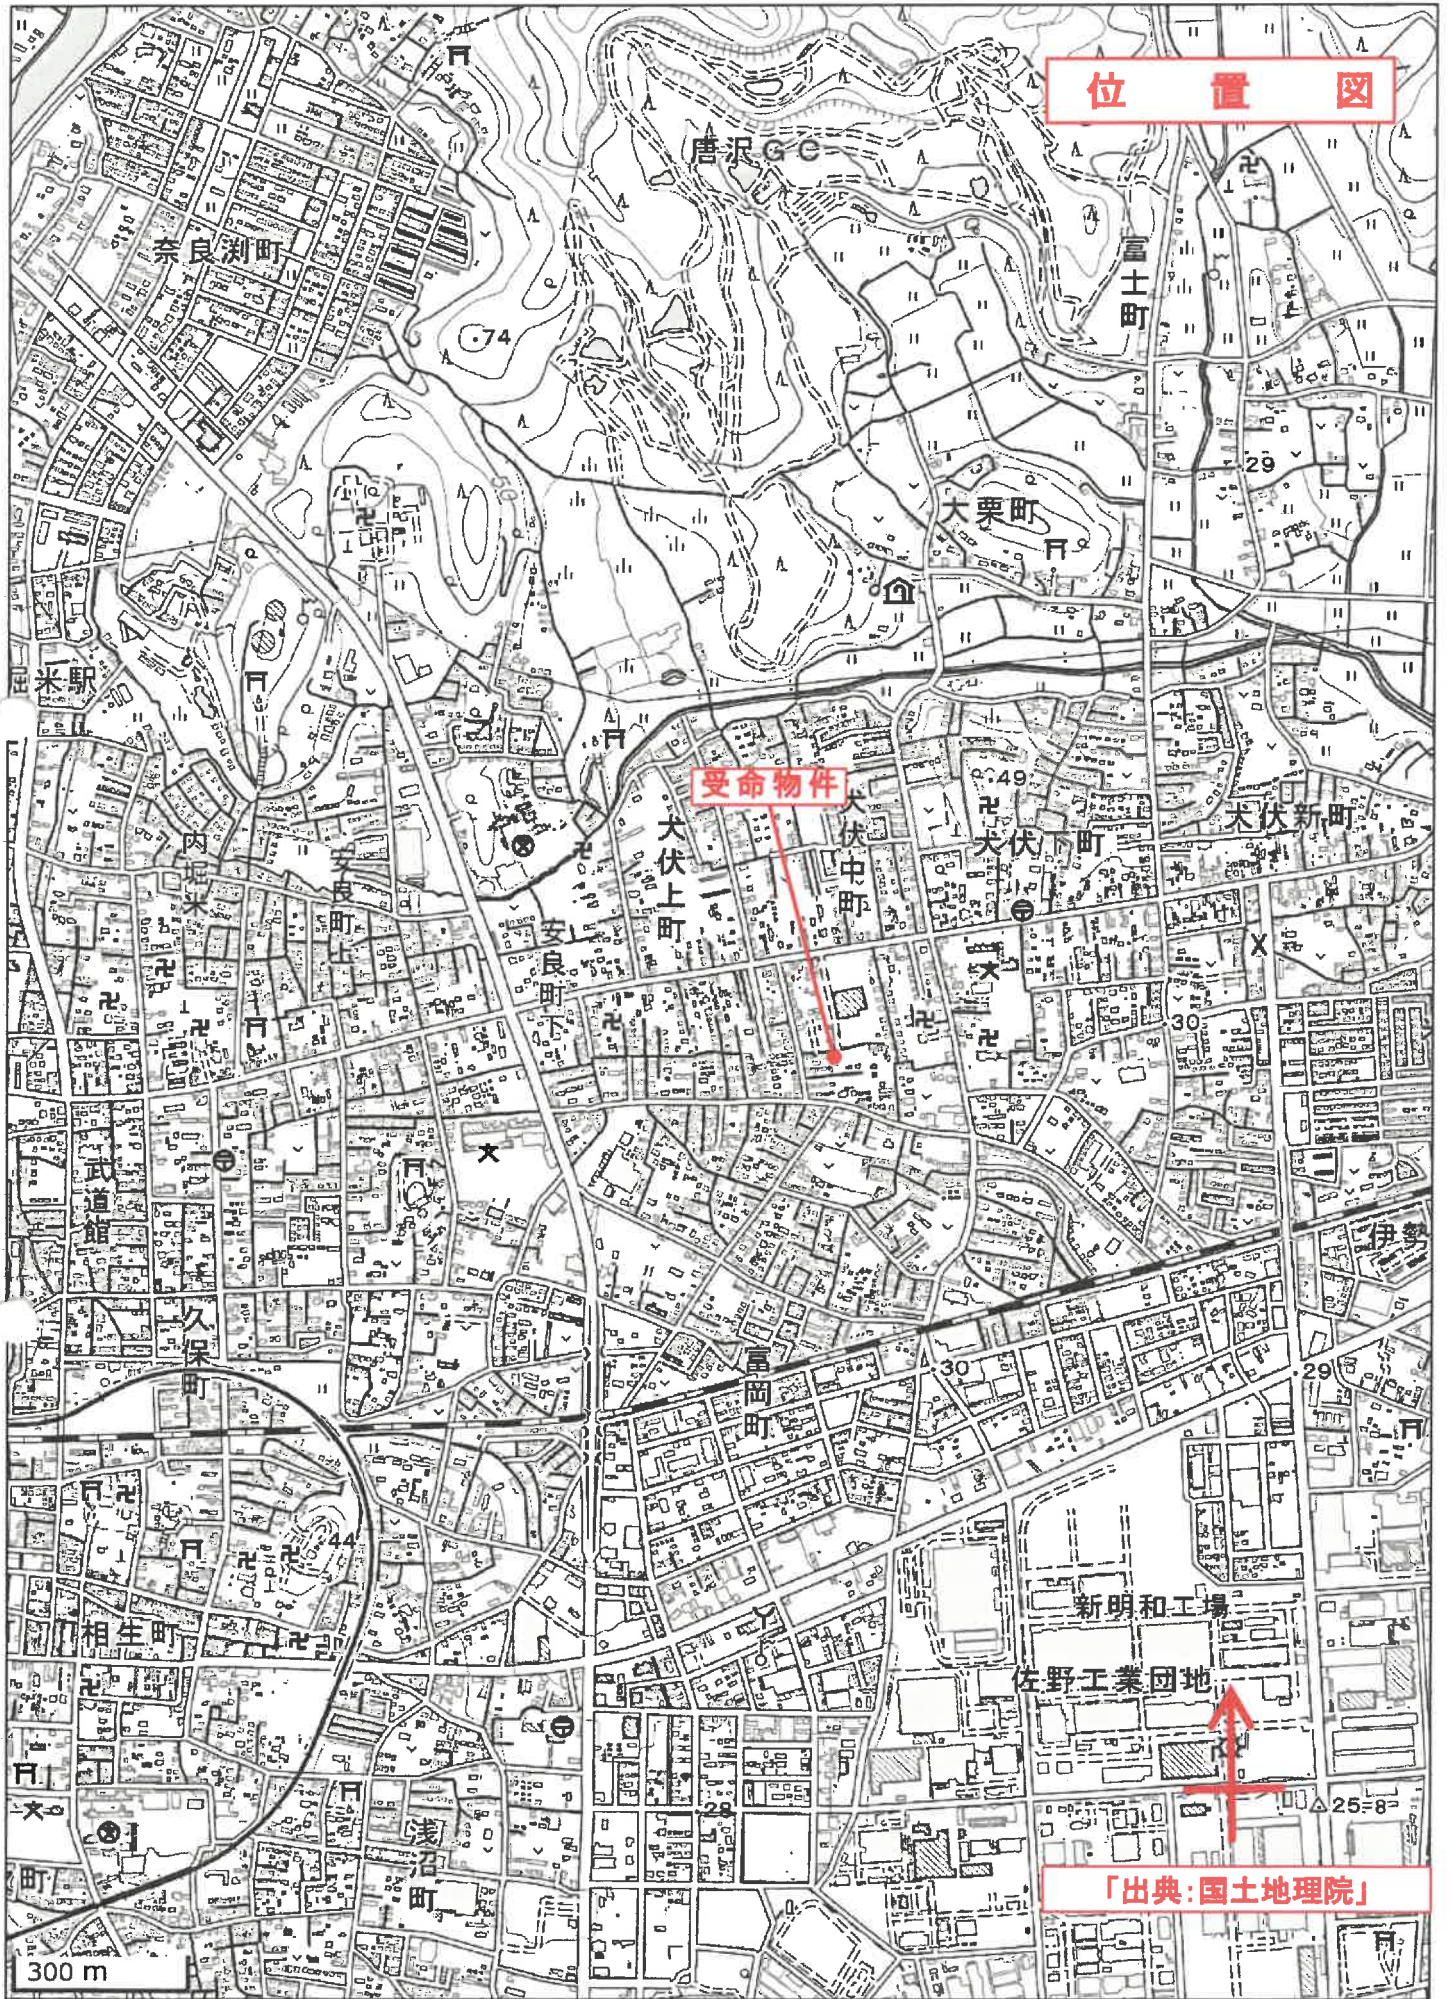 位置図
唐沢GC
奈良渕町
富士町
74
29
大栗町
50
米駅
受命物件
49
犬伏新町
犬伏下町
犬伏中町
犬伏上町
内堀米
安良町上
安良町下
30
武道館
伊勢
久保町
富岡町
30
29
44
新明和工場
相生町
佐野工業団地
28
25.8
浅沼町
町
「出典:国土地理院」
300 m